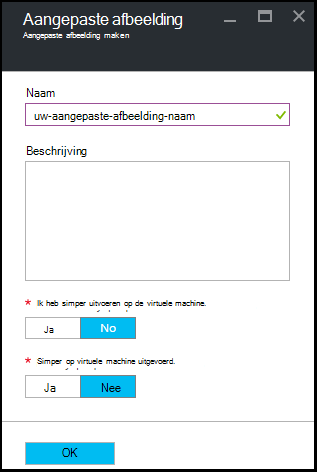 Aangepaste afbeelding
Aangepaste afbeelding maken
Naam
uw-aangepaste-afbeelding-naam
Beschrijving
* Ik heb simper uitvoeren op de virtuele machine.
Ja No
* Simper op virtuele machine uitgevoerd.
Ja Nee
OK